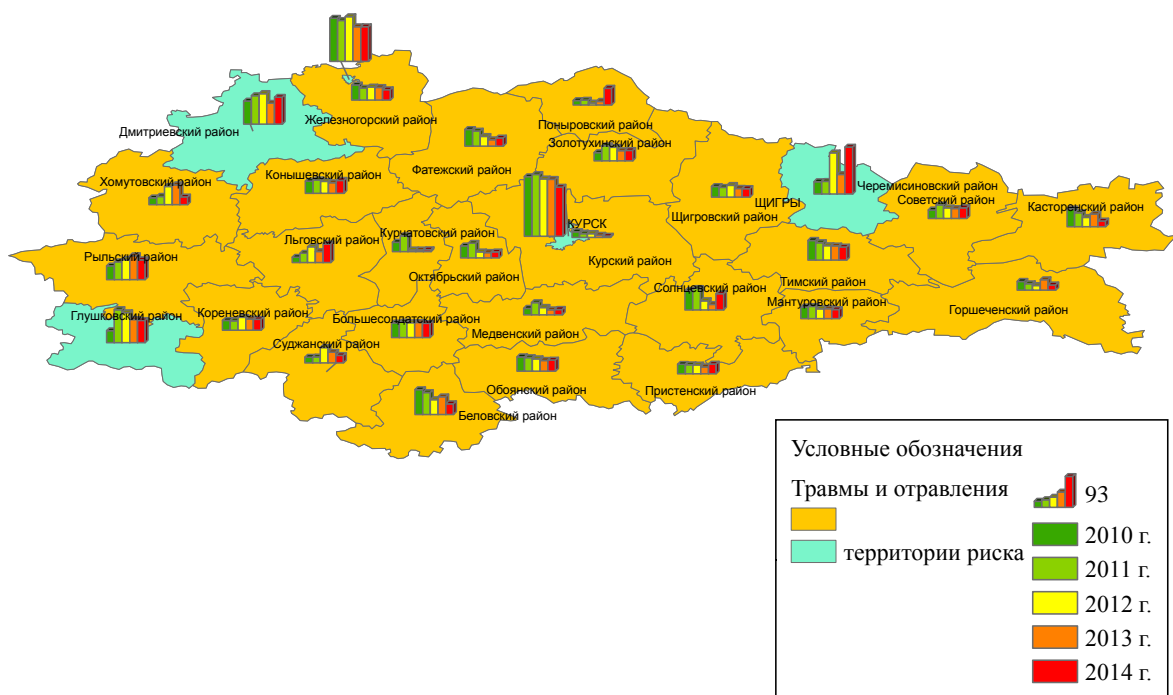 Дмитриевский район
Железногорский район
Поныровский район
Золотухинский район
Фатежский район
Хомутовский район
Конышевский район
Черемисиновский район
Советский район
Касторенский район
ЩИГРЫ
Щигровский район
КУРСК
Курчатовский район
Льговский район
Рыльский район
Октябрьский район
Курский район
Тимский район
Солнцевский район
Мантуровский район
Горшеченский район
Глушковский район
Кореневский район
Большесолдатский район
Медвенский район
Суджанский район
Обоянский район
Пристенский район
Беловский район
Условные обозначения
Травмы и отравления
территории риска
93
2010 г.
2011 г.
2012 г.
2013 г.
2014 г.